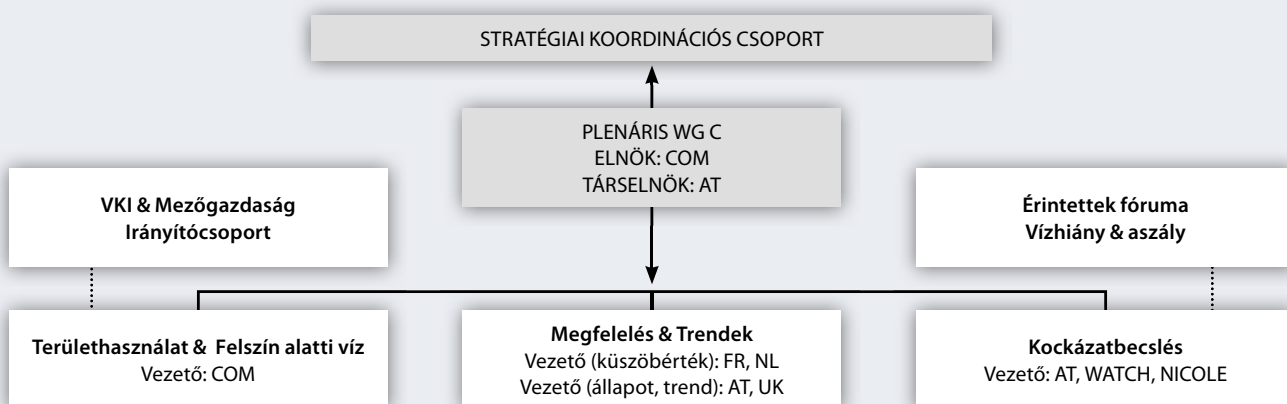 STRATÉGIAI KOORDINÁCIÓS CSOPORT
PLENÁRIS WG C
ELNÖK: COM
TÁRSELNÖK: AT
VKI & Mezőgazdaság
Irányítócsoport
Érintettek fóruma
Vízhiány & aszály
Területhasználat & Felszín alatti víz
Vezető: COM
Megfelelés & Trendek
Vezető (küszöbérték): FR, NL
Vezető (állapot, trend): AT, UK
Kockázatbecslés
Vezető: AT, WATCH, NICOLE